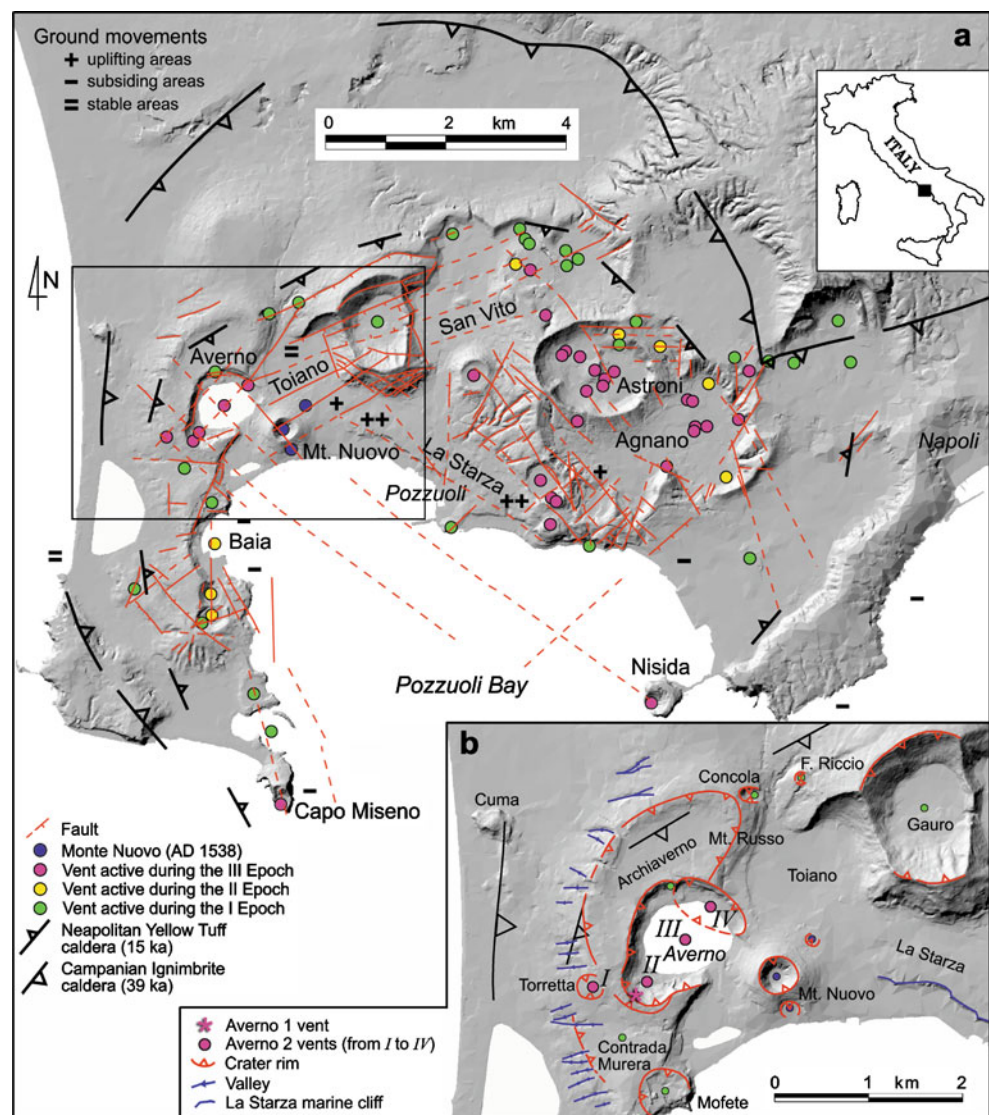 a
Ground movements
+ uplifting areas
- subsiding areas
= stable areas
0 2 km 4
ITALY
N
San Vito
Averno
=
Toiano
Astroni
+
++
Mt. Nuovo
La Starza
Agnano
Napoli
Pozzuoli
+
++
-
Baia
-
=
-
-
Nisida
Pozzuoli Bay
-
-
Capo Miseno
Fault
Monte Nuovo (AD 1538)
Vent active during the III Epoch
Vent active during the II Epoch
Vent active during the I Epoch
Neapolitan Yellow Tuff
caldera (15 ka)
Campanian Ignimbrite
caldera (39 ka)
b
Concola
F. Riccio
Cuma
Mt. Russo
Gauro
Archiaverno
Toiano
IV
III
Averno
La Starza
II
I
Torretta
Mt. Nuovo
Contrada
Murera
Mofete
0 1 km 2
Averno 1 vent
Averno 2 vents (from I to IV)
Crater rim
Valley
La Starza marine cliff